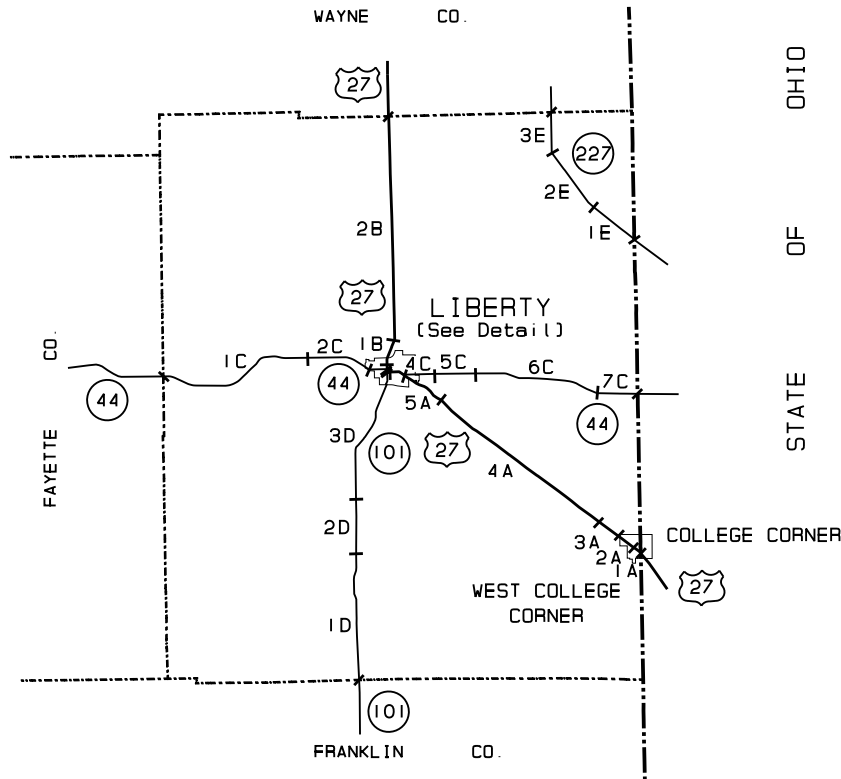 WAYNE CO.
OHIO
27
3E
227
2E
1E
2B
OF
27
LIBERTY
(See Detail)
CO.
1B
1C
2C
4C
5C
6C
7C
44
44
5A
44
STATE
3D
101
27
FAYETTE
4A
2D
3A
COLLEGE CORNER
2A
1A
27
WEST COLLEGE
CORNER
1D
101
FRANKLIN CO.